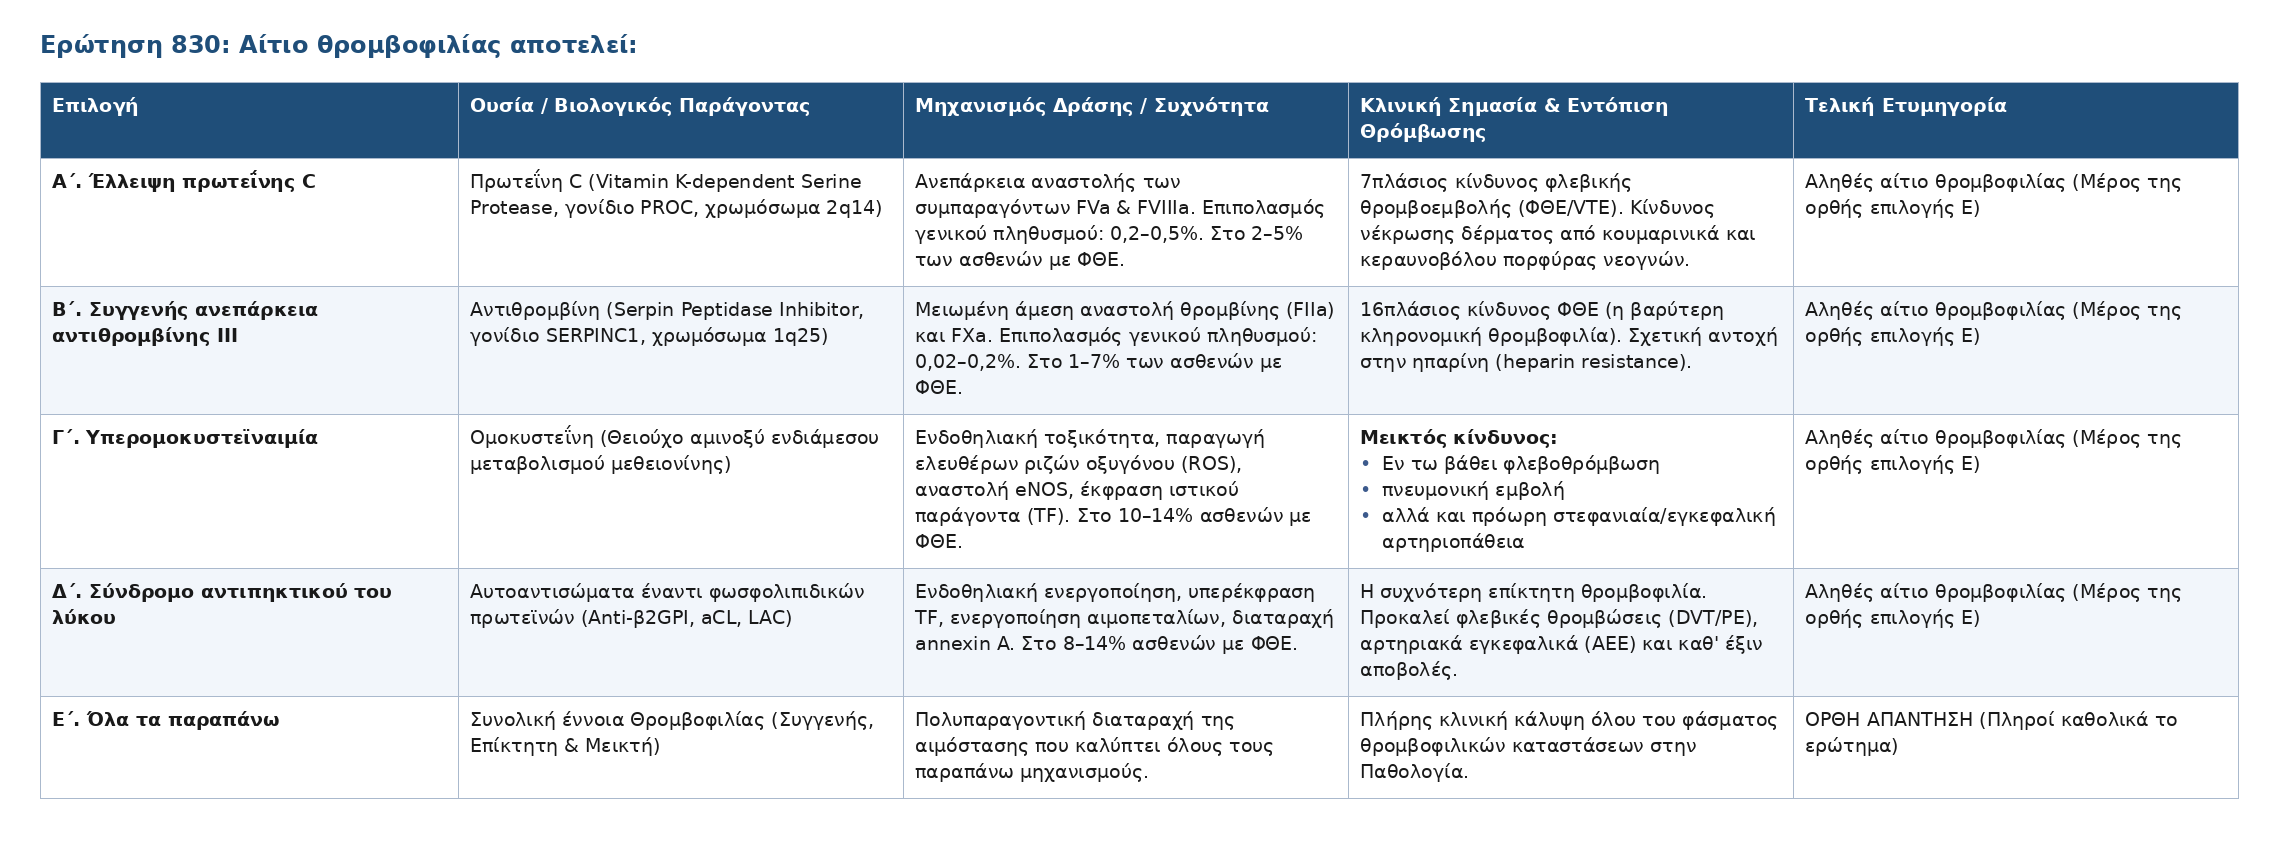 Ερώτηση 830: Αίτιο θρομβοφιλίας αποτελεί:
Επιλογή
Ουσία / Βιολογικός Παράγοντας
Μηχανισμός Δράσης / Συχνότητα
Κλινική Σημασία & Εντόπιση
Θρόμβωσης
Τελική Ετυμηγορία
Α΄. Έλλειψη πρωτεΐνης C
Πρωτεΐνη C (Vitamin K-dependent Serine
Protease, γονίδιο PROC, χρωμόσωμα 2q14)
Ανεπάρκεια αναστολής των
συμπαραγόντων FVa & FVIIIa. Επιπολασμός
γενικού πληθυσμού: 0,2–0,5%. Στο 2–5%
των ασθενών με ΦΘΕ.
7πλάσιος κίνδυνος φλεβικής
θρομβοεμβολής (ΦΘΕ/VTE). Κίνδυνος
νέκρωσης δέρματος από κουμαρινικά και
κεραυνοβόλου πορφύρας νεογνών.
Αληθές αίτιο θρομβοφιλίας (Μέρος της
ορθής επιλογής Ε)
Β΄. Συγγενής ανεπάρκεια
αντιθρομβίνης III
Αντιθρομβίνη (Serpin Peptidase Inhibitor,
γονίδιο SERPINC1, χρωμόσωμα 1q25)
Μειωμένη άμεση αναστολή θρομβίνης (FIIa)
και FXa. Επιπολασμός γενικού πληθυσμού:
0,02–0,2%. Στο 1–7% των ασθενών με
ΦΘΕ.
16πλάσιος κίνδυνος ΦΘΕ (η βαρύτερη
κληρονομική θρομβοφιλία). Σχετική αντοχή
στην ηπαρίνη (heparin resistance).
Αληθές αίτιο θρομβοφιλίας (Μέρος της
ορθής επιλογής Ε)
Γ΄. Υπερομοκυστεϊναιμία
Ομοκυστεΐνη (Θειούχο αμινοξύ ενδιάμεσου
μεταβολισμού μεθειονίνης)
Ενδοθηλιακή τοξικότητα, παραγωγή
ελευθέρων ριζών οξυγόνου (ROS),
αναστολή eNOS, έκφραση ιστικού
παράγοντα (TF). Στο 10–14% ασθενών με
ΦΘΕ.
Μεικτός κίνδυνος:
• Εν τω βάθει φλεβοθρόμβωση
• πνευμονική εμβολή
• αλλά και πρόωρη στεφανιαία/εγκεφαλική
αρτηριοπάθεια
Αληθές αίτιο θρομβοφιλίας (Μέρος της
ορθής επιλογής Ε)
Δ΄. Σύνδρομο αντιπηκτικού του
λύκου
Αυτοαντισώματα έναντι φωσφολιπιδικών
πρωτεϊνών (Anti-β2GPI, aCL, LAC)
Ενδοθηλιακή ενεργοποίηση, υπερέκφραση
TF, ενεργοποίηση αιμοπεταλίων, διαταραχή
annexin A. Στο 8–14% ασθενών με ΦΘΕ.
Η συχνότερη επίκτητη θρομβοφιλία.
Προκαλεί φλεβικές θρομβώσεις (DVT/PE),
αρτηριακά εγκεφαλικά (ΑΕΕ) και καθ' έξιν
αποβολές.
Αληθές αίτιο θρομβοφιλίας (Μέρος της
ορθής επιλογής Ε)
Ε΄. Όλα τα παραπάνω
Συνολική έννοια Θρομβοφιλίας (Συγγενής,
Επίκτητη & Μεικτή)
Πολυπαραγοντική διαταραχή της
αιμόστασης που καλύπτει όλους τους
παραπάνω μηχανισμούς.
Πλήρης κλινική κάλυψη όλου του φάσματος
θρομβοφιλικών καταστάσεων στην
Παθολογία.
ΟΡΘΗ ΑΠΑΝΤΗΣΗ (Πληροί καθολικά το
ερώτημα)